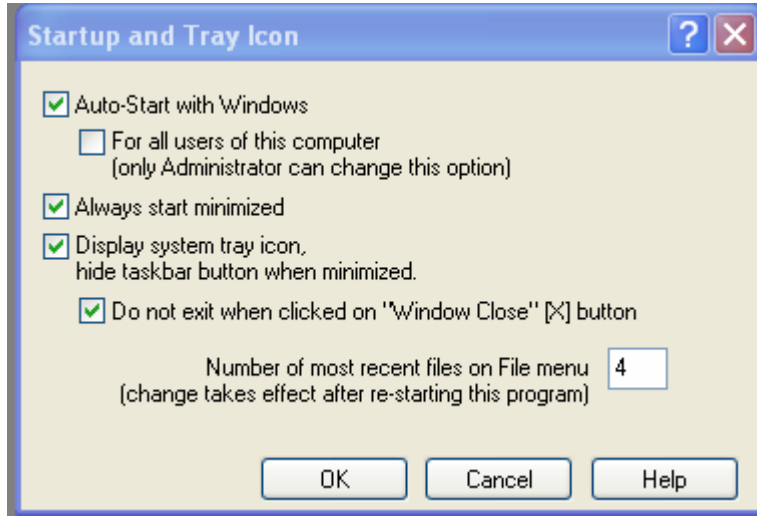 Startup and Tray Icon
Auto-Start with Windows
For all users of this computer
(only Administrator can change this option)
Always start minimized
Display system tray icon,
hide taskbar button when minimized.
Do not exit when clicked on "Window Close" [X] button
Number of most recent files on File menu 4
(change takes effect after re-starting this program)
OK Cancel Help